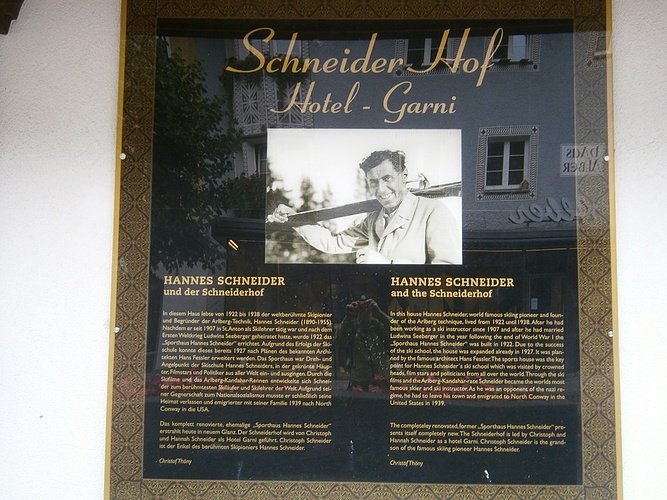 Schneider Hof
Hotel - Garni
HANNES SCHNEIDER
und der Schneiderhof
In diesem Haus lebte von 1922 bis 1938 der weltberühmte Skipionier
und Begründer der Arlberg-Technik, Hannes Schneider (1890-1955).
Nachdem er seit 1907 in St.Anton als Skilehrer tätig war und nach dem
Ersten Weltkrieg Ludwina Seeberger geheiratet hatte, wurde 1922 das
„Sporthaus Hannes Schneider" errichtet. Aufgrund des Erfolgs der Ski-
schule konnte dieses bereits 1927 nach Plänen des bekannten Archi-
tekten Hans Fessler erweitert werden. Das Sporthaus war Dreh- und
Angelpunkt der Skischule Hannes Schneiders, in der gekrönte Häup-
ter, Filmstars und Politiker aus aller Welt ein- und ausgingen. Durch die
Skifilme und das Arlberg-Kandahar-Rennen entwickelte sich Schnei-
der zum berühmtesten Skiläufer und Skilehrer der Welt. Aufgrund sei-
ner Gegnerschaft zum Nationalsozialismus musste er schließlich seine
Heimat verlassen und emigrierte mit seiner Familie 1939 nach North
Conway in die USA.
Das komplett renovierte, ehemalige „Sporthaus Hannes Schneider"
erstrahlt heute in neuem Glanz. Der Schneiderhof wird von Christoph
und Hannah Schneider als Hotel Garni geführt. Christoph Schneider
ist der Enkel des berühmten Skipioniers Hannes Schneider.
Christof Thöny
HANNES SCHNEIDER
and the Schneiderhof
In this house Hannes Schneider, world famous skiing pioneer and foun-
der of the Arlberg technique, lived from 1922 until 1938. After he had
been working as a ski instructor since 1907 and after he had married
Ludwina Seeberger in the year following the end of World War I the
„Sporthaus Hannes Schneider" was built in 1922. Due to the success
of the ski school, the house was expanded already in 1927. It was plan-
ned by the famous architect Hans Fessler. The sports house was the key
point for Hannes Schneider´s ski school which was visited by crowned
heads, film stars and politicians from all over the world. Through the ski
films and the Arlberg-Kandahar-race Schneider became the worlds most
famous skier and ski instructor. As he was an opponent of the nazi re-
gime, he had to leave his town and emigrated to North Conway in the
United States in 1939.
The completely renovated, former „Sporthaus Hannes Schneider" pre-
sents itself completely new. The Schneiderhof is led by Christoph and
Hannah Schneider as a hotel Garni. Christoph Schneider is the grand-
son of the famous skiing pioneer Hannes Schneider.
Christof Thöny